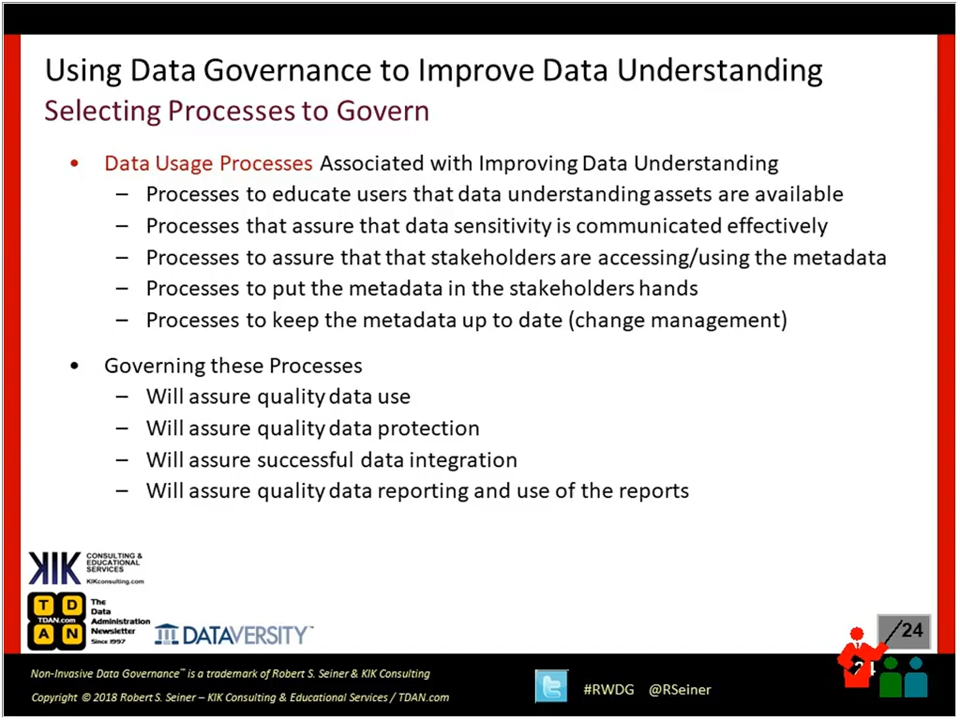 Using Data Governance to Improve Data Understanding
Selecting Processes to Govern
• Data Usage Processes Associated with Improving Data Understanding
– Processes to educate users that data understanding assets are available
– Processes that assure that data sensitivity is communicated effectively
– Processes to assure that that stakeholders are accessing/using the metadata
– Processes to put the metadata in the stakeholders hands
– Processes to keep the metadata up to date (change management)
• Governing these Processes
– Will assure quality data use
– Will assure quality data protection
– Will assure successful data integration
– Will assure quality data reporting and use of the reports
KIK CONSULTING &
EDUCATIONAL
SERVICES
KIKconsulting.com
T D
TDAN.com
A N
The
Data
Administration
Newsletter
Since 1997
DATAVERSITY™
/24
24
Non-Invasive Data Governance™ is a trademark of Robert S. Seiner & KIK Consulting
Copyright © 2018 Robert S. Seiner – KIK Consulting & Educational Services / TDAN.com
#RWDG @RSeiner